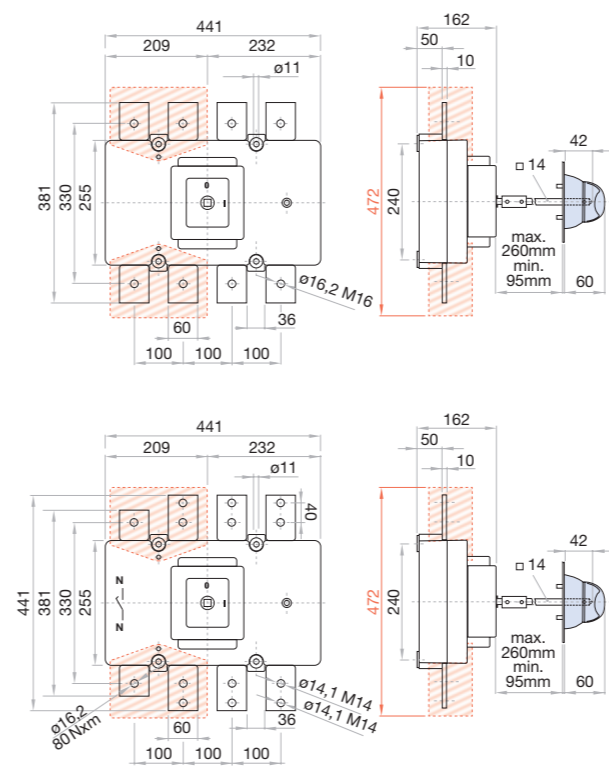 441
209 232
ø11
381
330
255
0
I
ø16,2 M16
60
36
100 100 100
162
50
10
472
240
□ 14
42
max.
260mm
min.
95mm
60
441
209 232
ø11
40
441
381
330
255
N
N
0
I
ø14,1 M14
ø14,1 M14
ø16,2
80 Nxm
60
36
100 100 100
162
50
10
472
240
□ 14
42
max.
260mm
min.
95mm
60